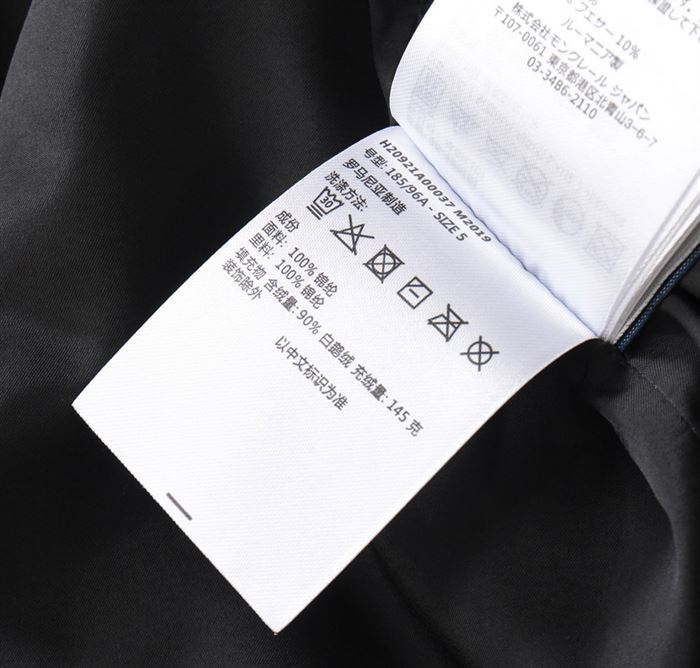 フェザー 10%
ルーマニア製
株式会社モンクレール ジャパン
〒107-0061 東京都港区北青山3-6-7
03-3486-2110
H20921A00037 M2019
号型: 185/96A - SIZE 5
罗马尼亚制造
洗涤方法:
30
成份
面料: 100% 锦纶
里料: 100% 锦纶
填充物 含绒量: 90% 白鹅绒 充绒量: 145 克
装饰除外
以中文标识为准